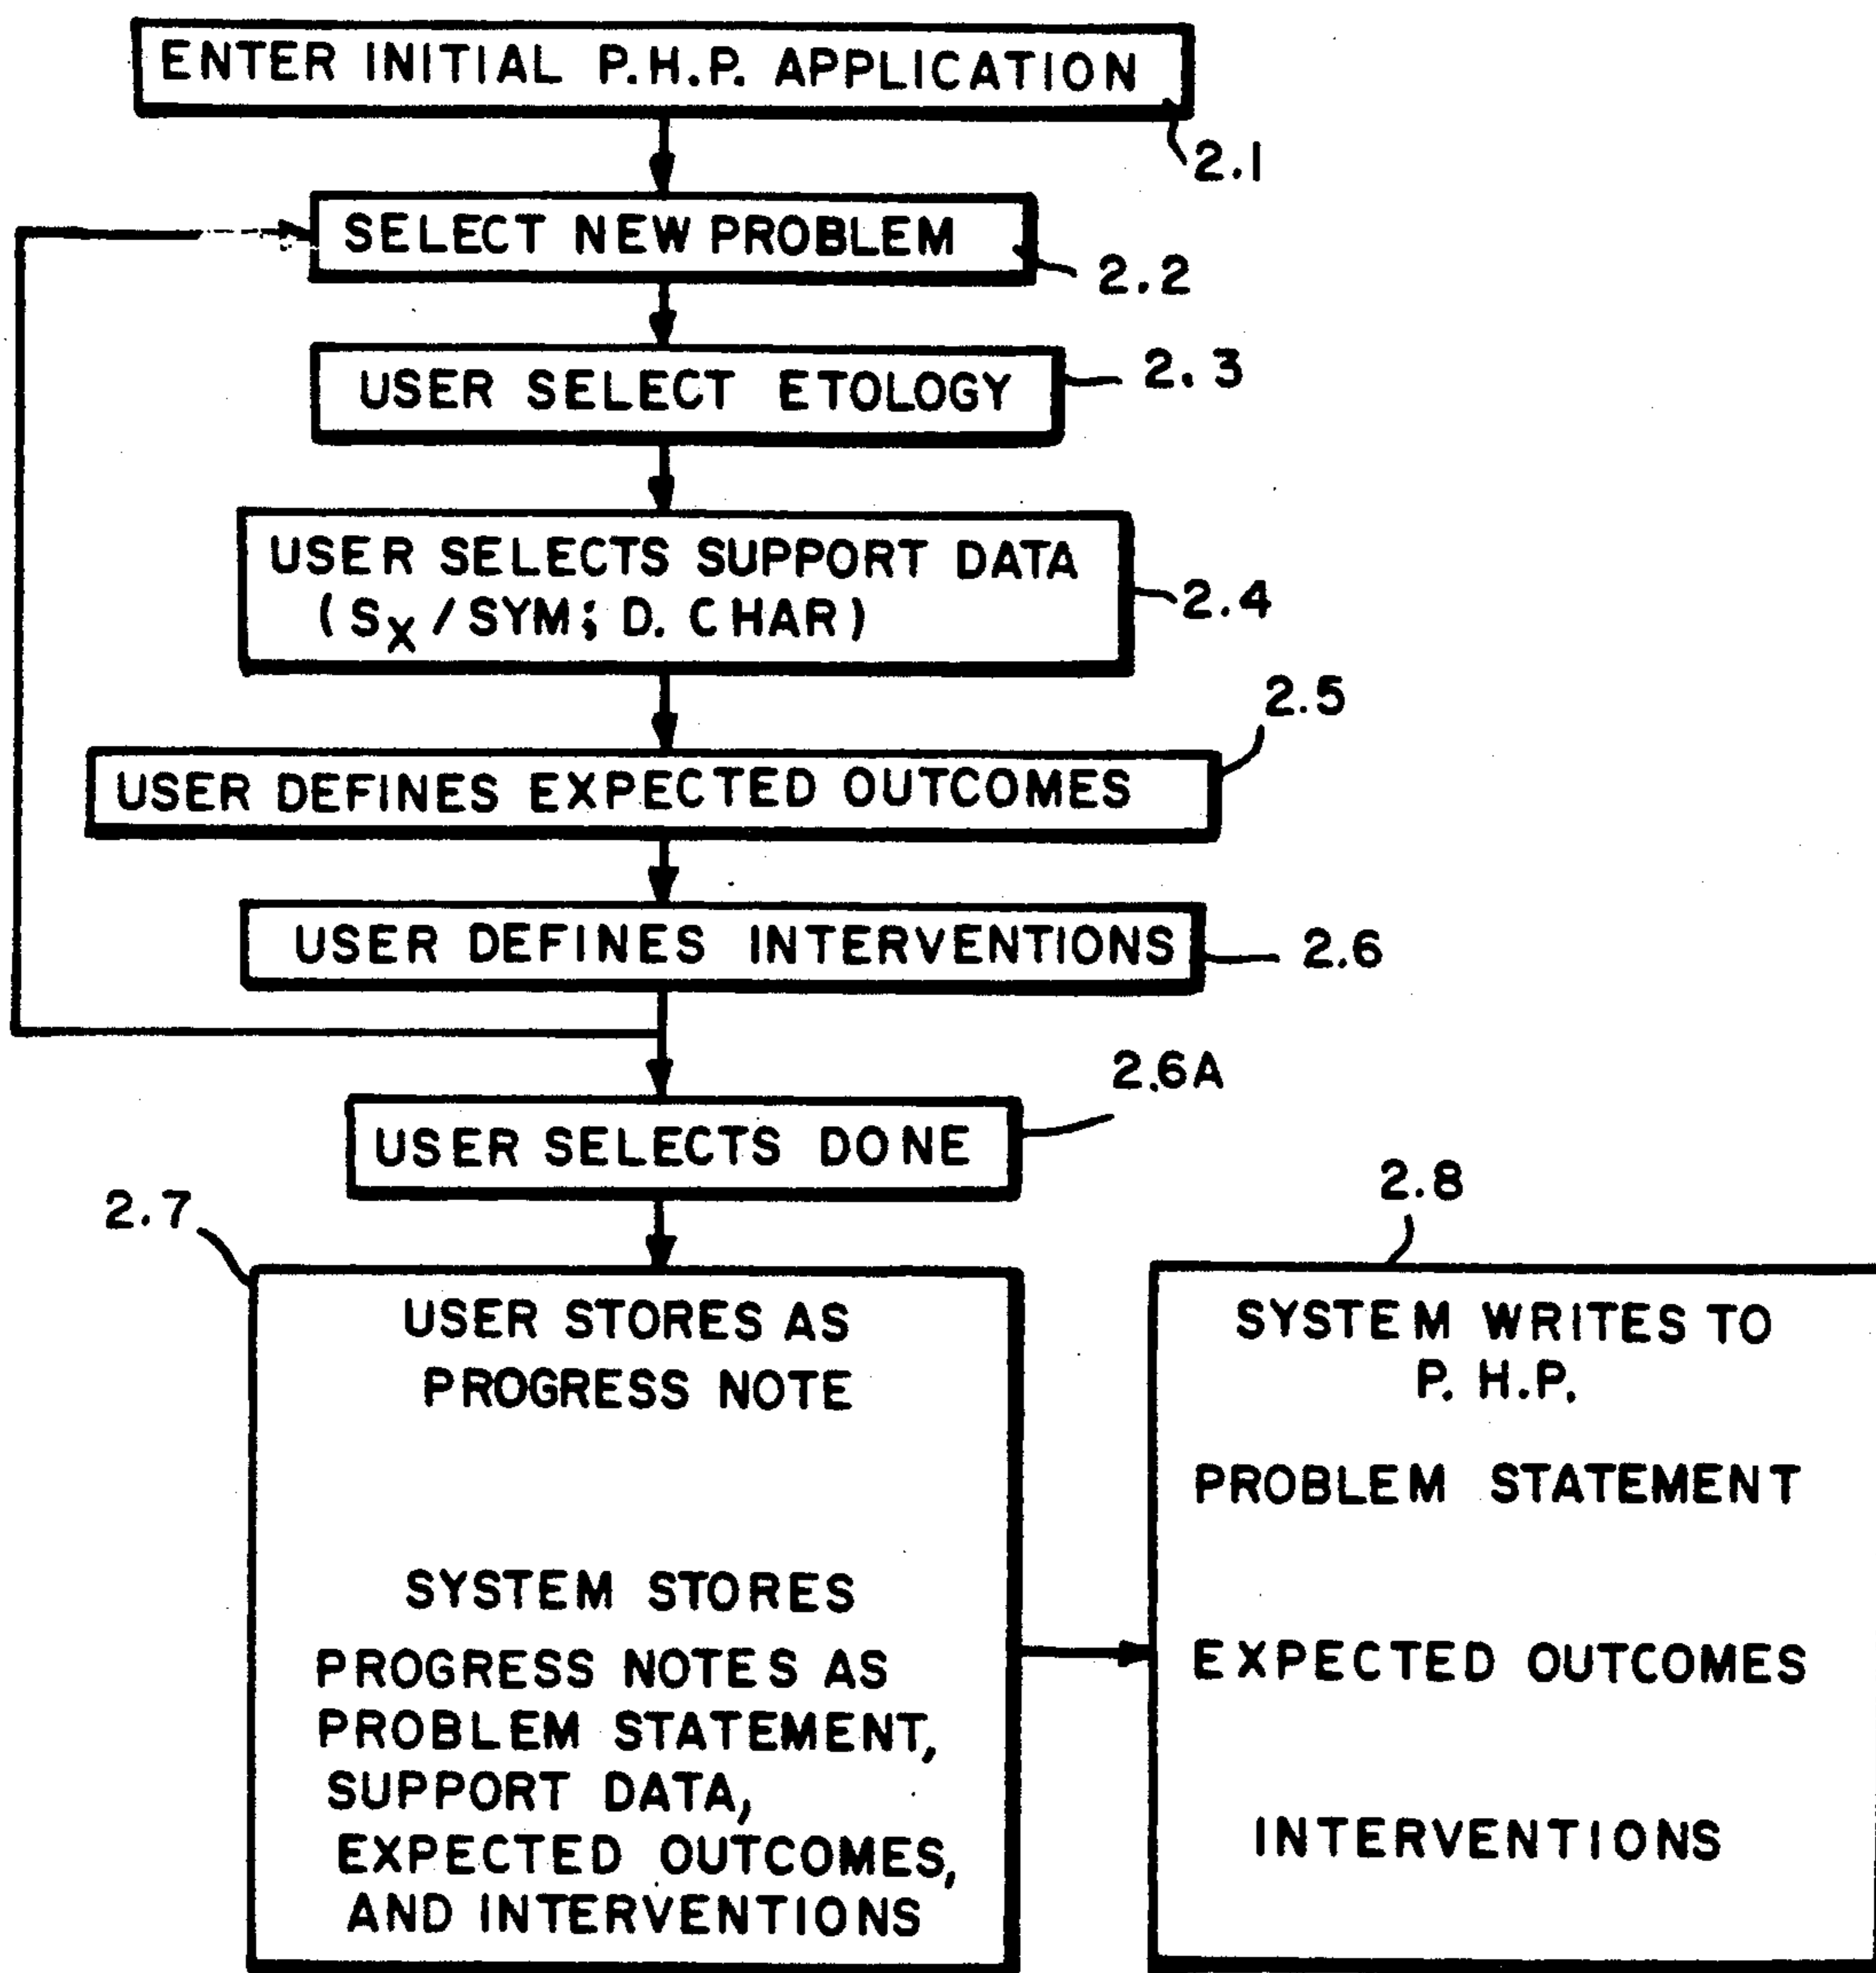 ENTER INITIAL P.H.P. APPLICATION
2.1
SELECT NEW PROBLEM
2.2
USER SELECT ETOLOGY
2.3
USER SELECTS SUPPORT DATA
(SX/SYM; D. CHAR)
2.4
2.5
USER DEFINES EXPECTED OUTCOMES
USER DEFINES INTERVENTIONS
2.6
2.6A
USER SELECTS DONE
2.7
USER STORES AS
PROGRESS NOTE
SYSTEM STORES
PROGRESS NOTES AS
PROBLEM STATEMENT,
SUPPORT DATA,
EXPECTED OUTCOMES,
AND INTERVENTIONS
2.8
SYSTEM WRITES TO
P. H.P.
PROBLEM STATEMENT
EXPECTED OUTCOMES
INTERVENTIONS